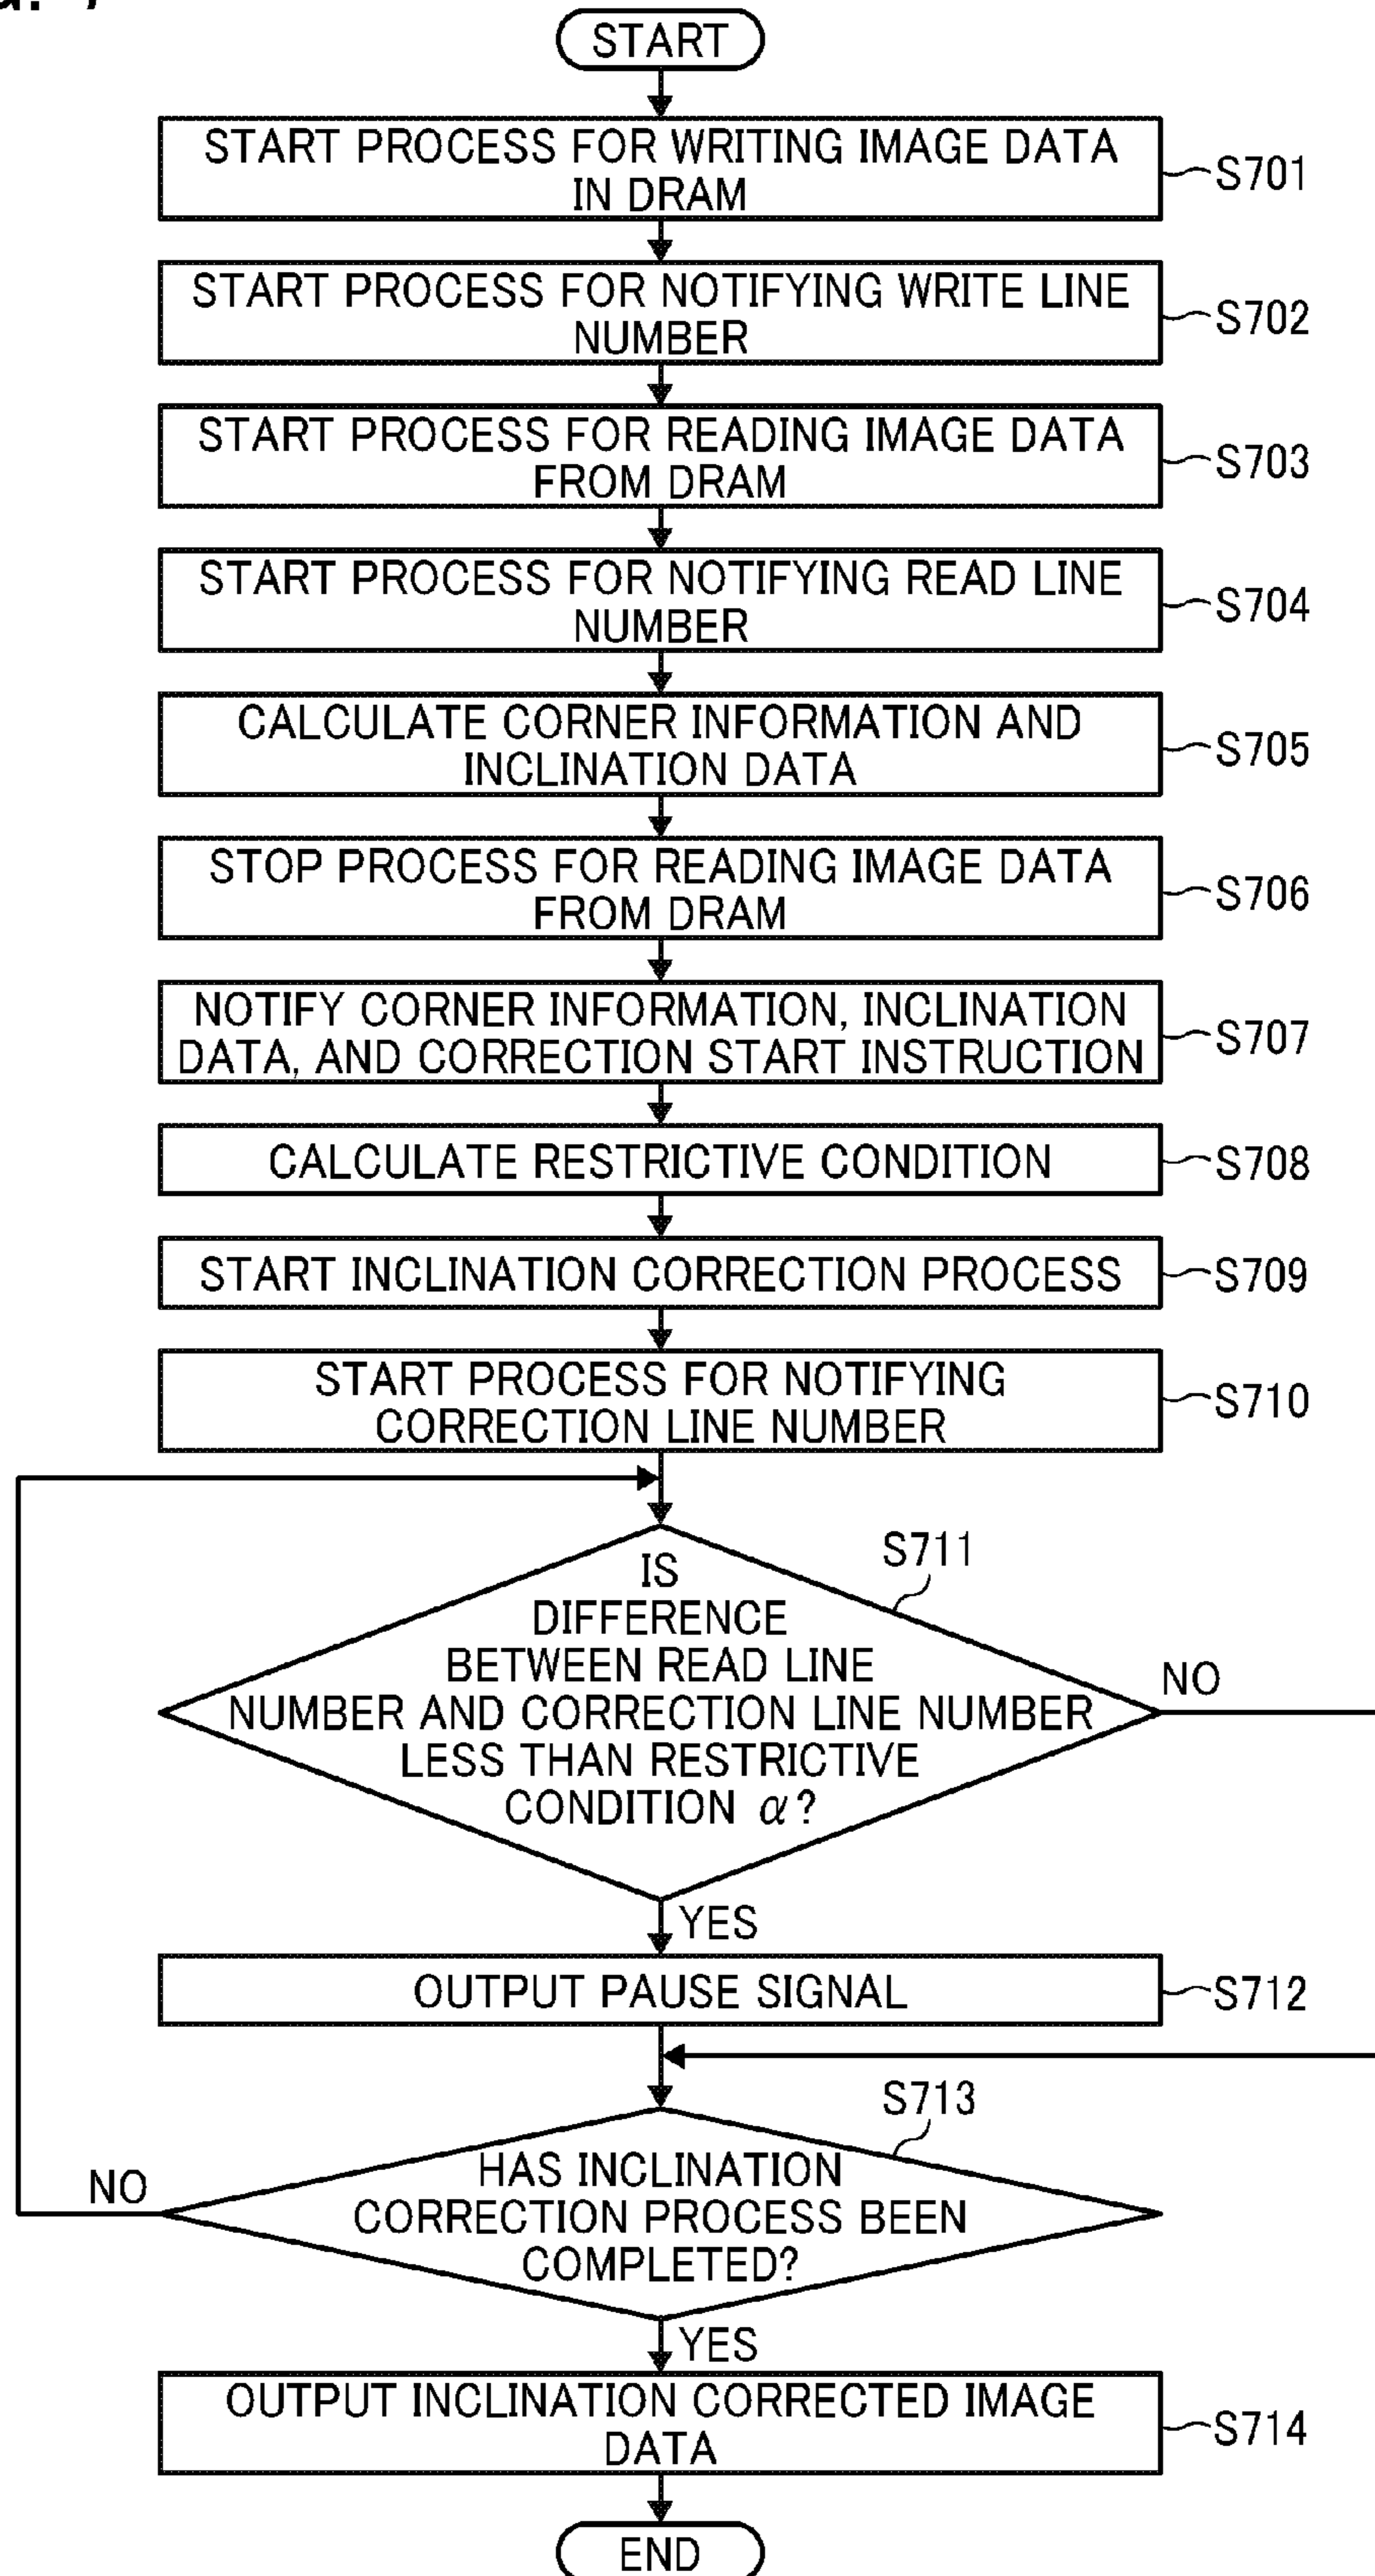 START
START PROCESS FOR WRITING IMAGE DATA
IN DRAM
S701
START PROCESS FOR NOTIFYING WRITE LINE
NUMBER
S702
START PROCESS FOR READING IMAGE DATA
FROM DRAM
S703
START PROCESS FOR NOTIFYING READ LINE
NUMBER
S704
CALCULATE CORNER INFORMATION AND
INCLINATION DATA
S705
STOP PROCESS FOR READING IMAGE DATA
FROM DRAM
S706
NOTIFY CORNER INFORMATION, INCLINATION
DATA, AND CORRECTION START INSTRUCTION
S707
CALCULATE RESTRICTIVE CONDITION
S708
START INCLINATION CORRECTION PROCESS
S709
START PROCESS FOR NOTIFYING
CORRECTION LINE NUMBER
S710
S711
IS
DIFFERENCE
BETWEEN READ LINE
NUMBER AND CORRECTION LINE NUMBER
LESS THAN RESTRICTIVE
CONDITION α?
NO
YES
OUTPUT PAUSE SIGNAL
S712
S713
HAS INCLINATION
CORRECTION PROCESS BEEN
COMPLETED?
NO
YES
OUTPUT INCLINATION CORRECTED IMAGE
DATA
S714
END